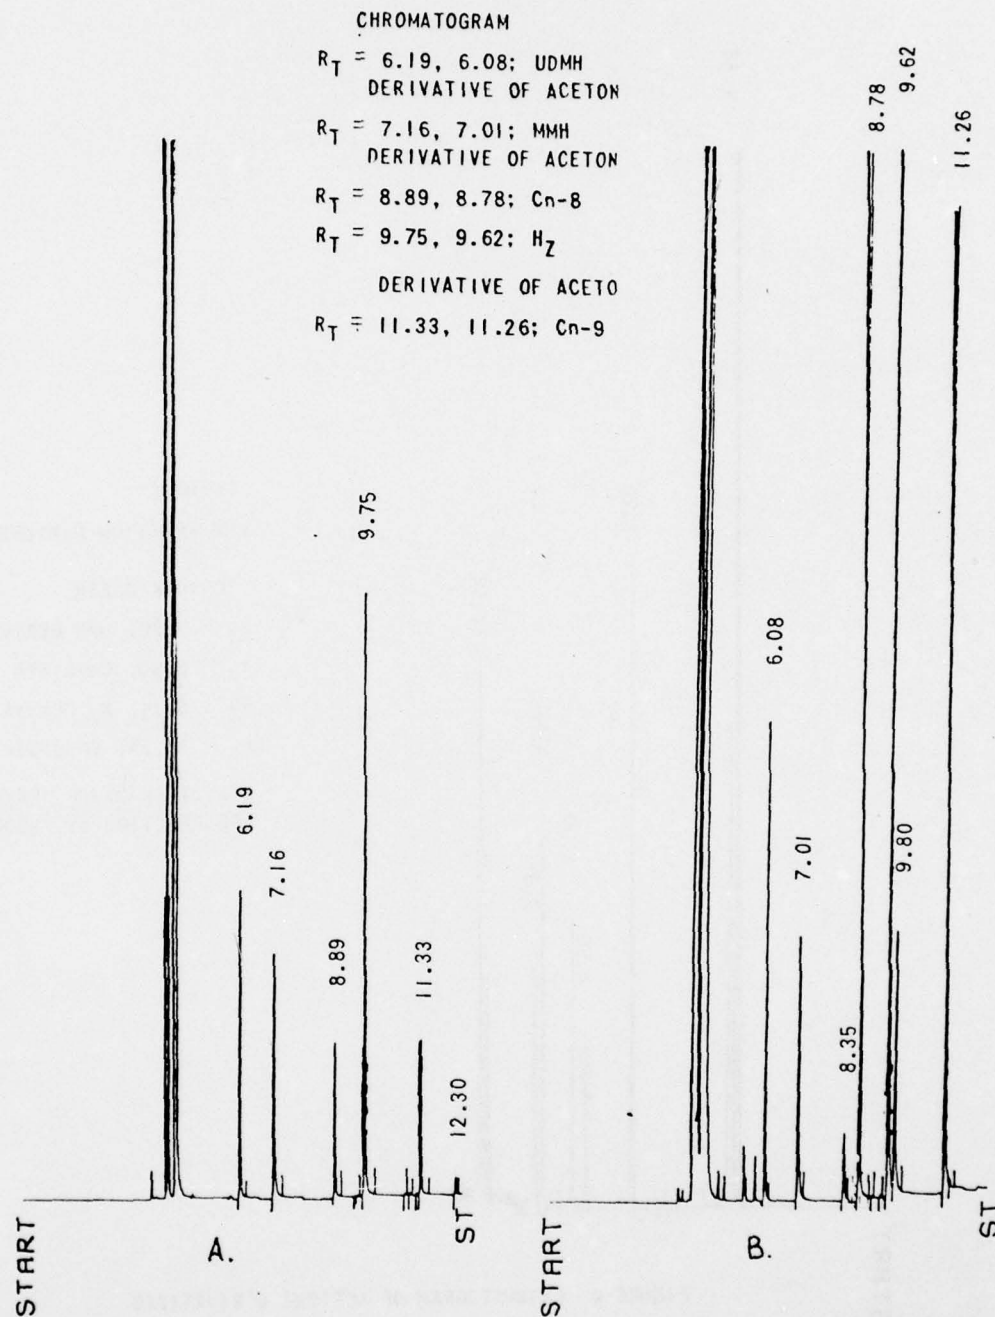 CHROMATOGRAM
R_T = 6.19, 6.08; UDMH
DERIVATIVE OF ACETON
R_T = 7.16, 7.01; MMH
DERIVATIVE OF ACETON
R_T = 8.89, 8.78; Cn-8
R_T = 9.75, 9.62; H_Z
DERIVATIVE OF ACETO
R_T = 11.33, 11.26; Cn-9
START
6.19
7.16
8.89
9.75
11.33
12.30
ST
A.
START
6.08
7.01
8.35
8.78
9.62
9.80
11.26
ST
B.